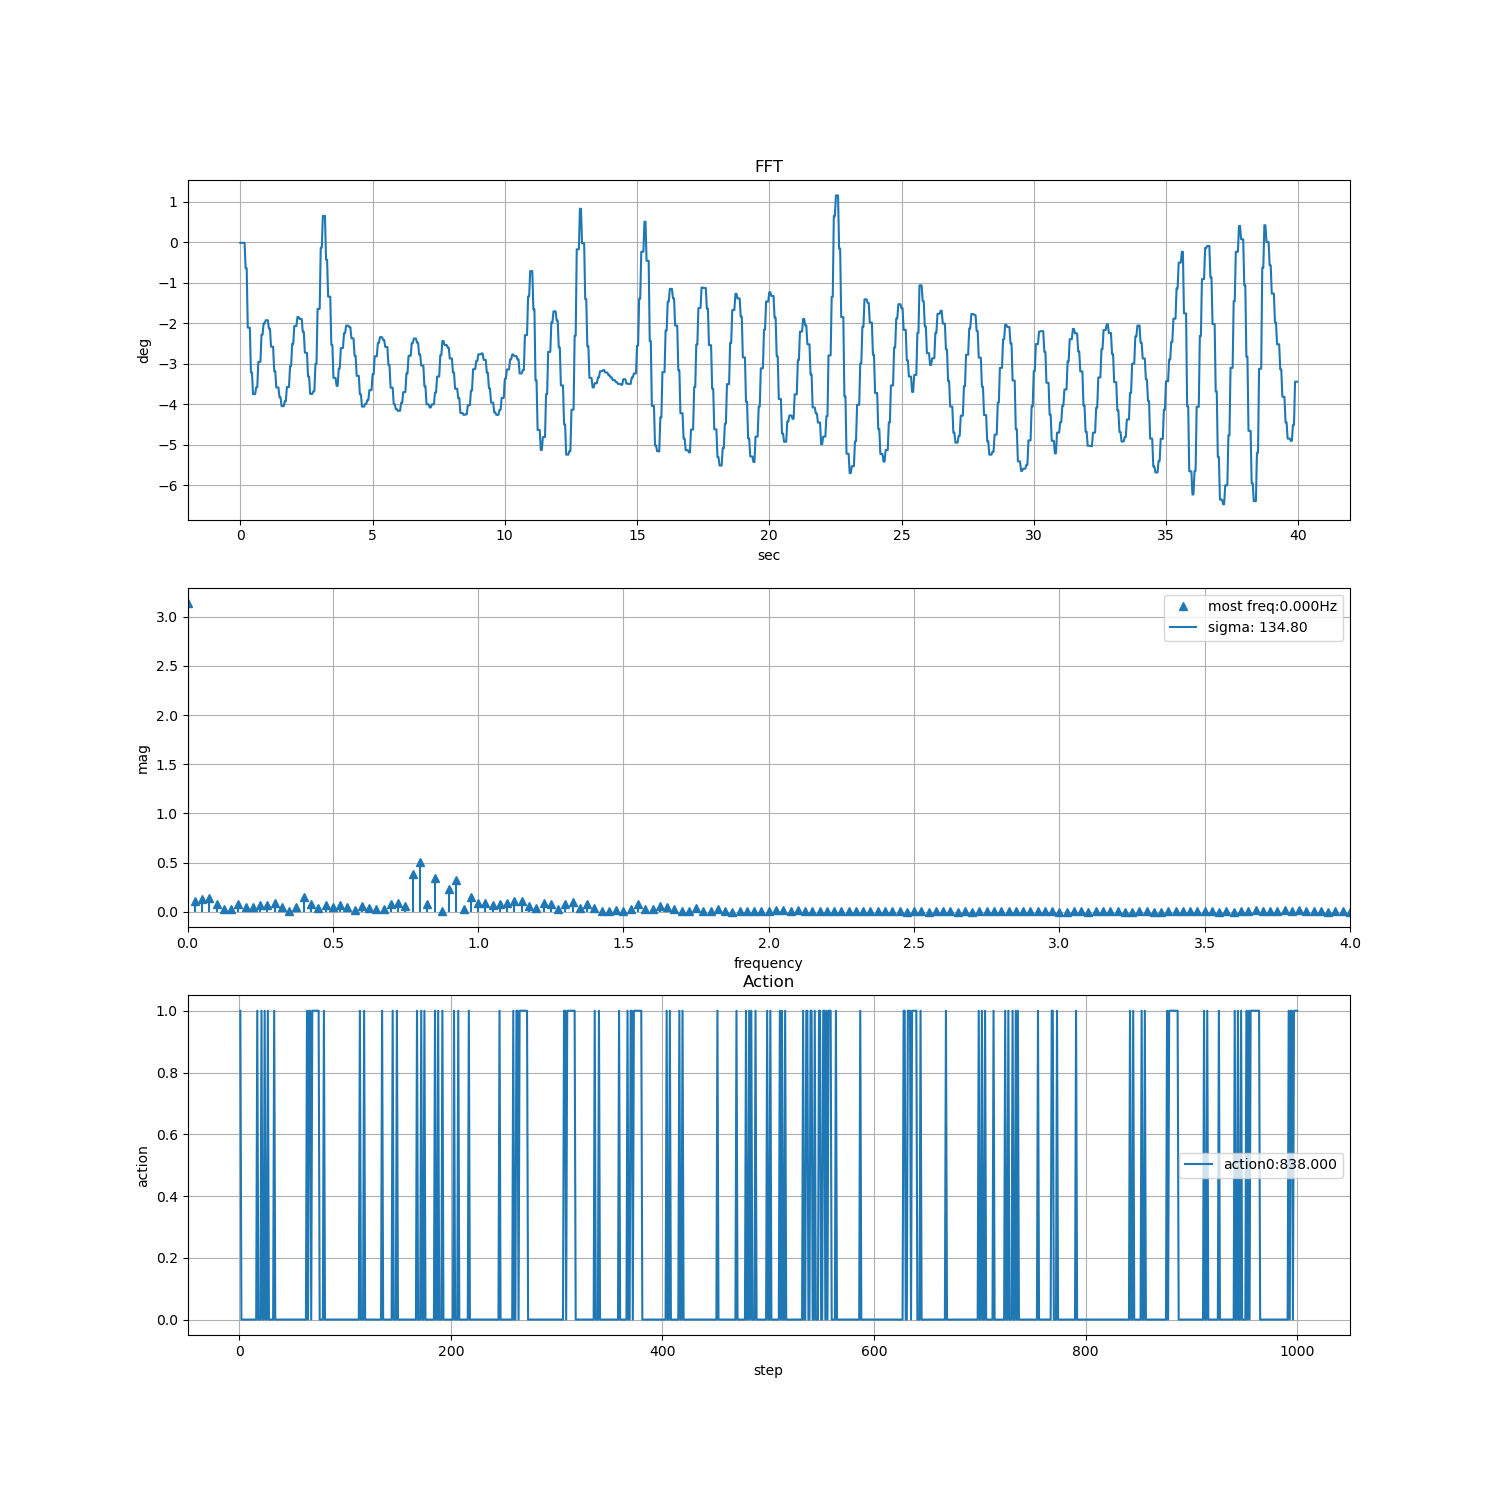 FFT
1
0
−1
−2
−3
−4
−5
−6
deg
0 5 10 15 20 25 30 35 40
sec
3.0
2.5
2.0
1.5
1.0
0.5
0.0
mag
most freq:0.000Hz
sigma: 134.80
0.0 0.5 1.0 1.5 2.0 2.5 3.0 3.5 4.0
frequency
Action
1.0
0.8
0.6
0.4
0.2
0.0
action
action0:838.000
0 200 400 600 800 1000
step